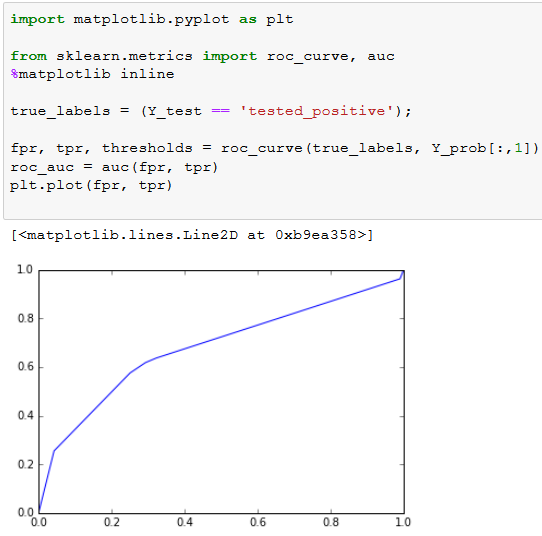 import matplotlib.pyplot as plt
from sklearn.metrics import roc_curve, auc
%matplotlib inline
true_labels = (Y_test == 'tested_positive');
fpr, tpr, thresholds = roc_curve(true_labels, Y_prob[:,1])
roc_auc = auc(fpr, tpr)
plt.plot(fpr, tpr)
[<matplotlib.lines.Line2D at 0xb9ea358>]
1.0
0.8
0.6
0.4
0.2
0.0
0.0 0.2 0.4 0.6 0.8 1.0